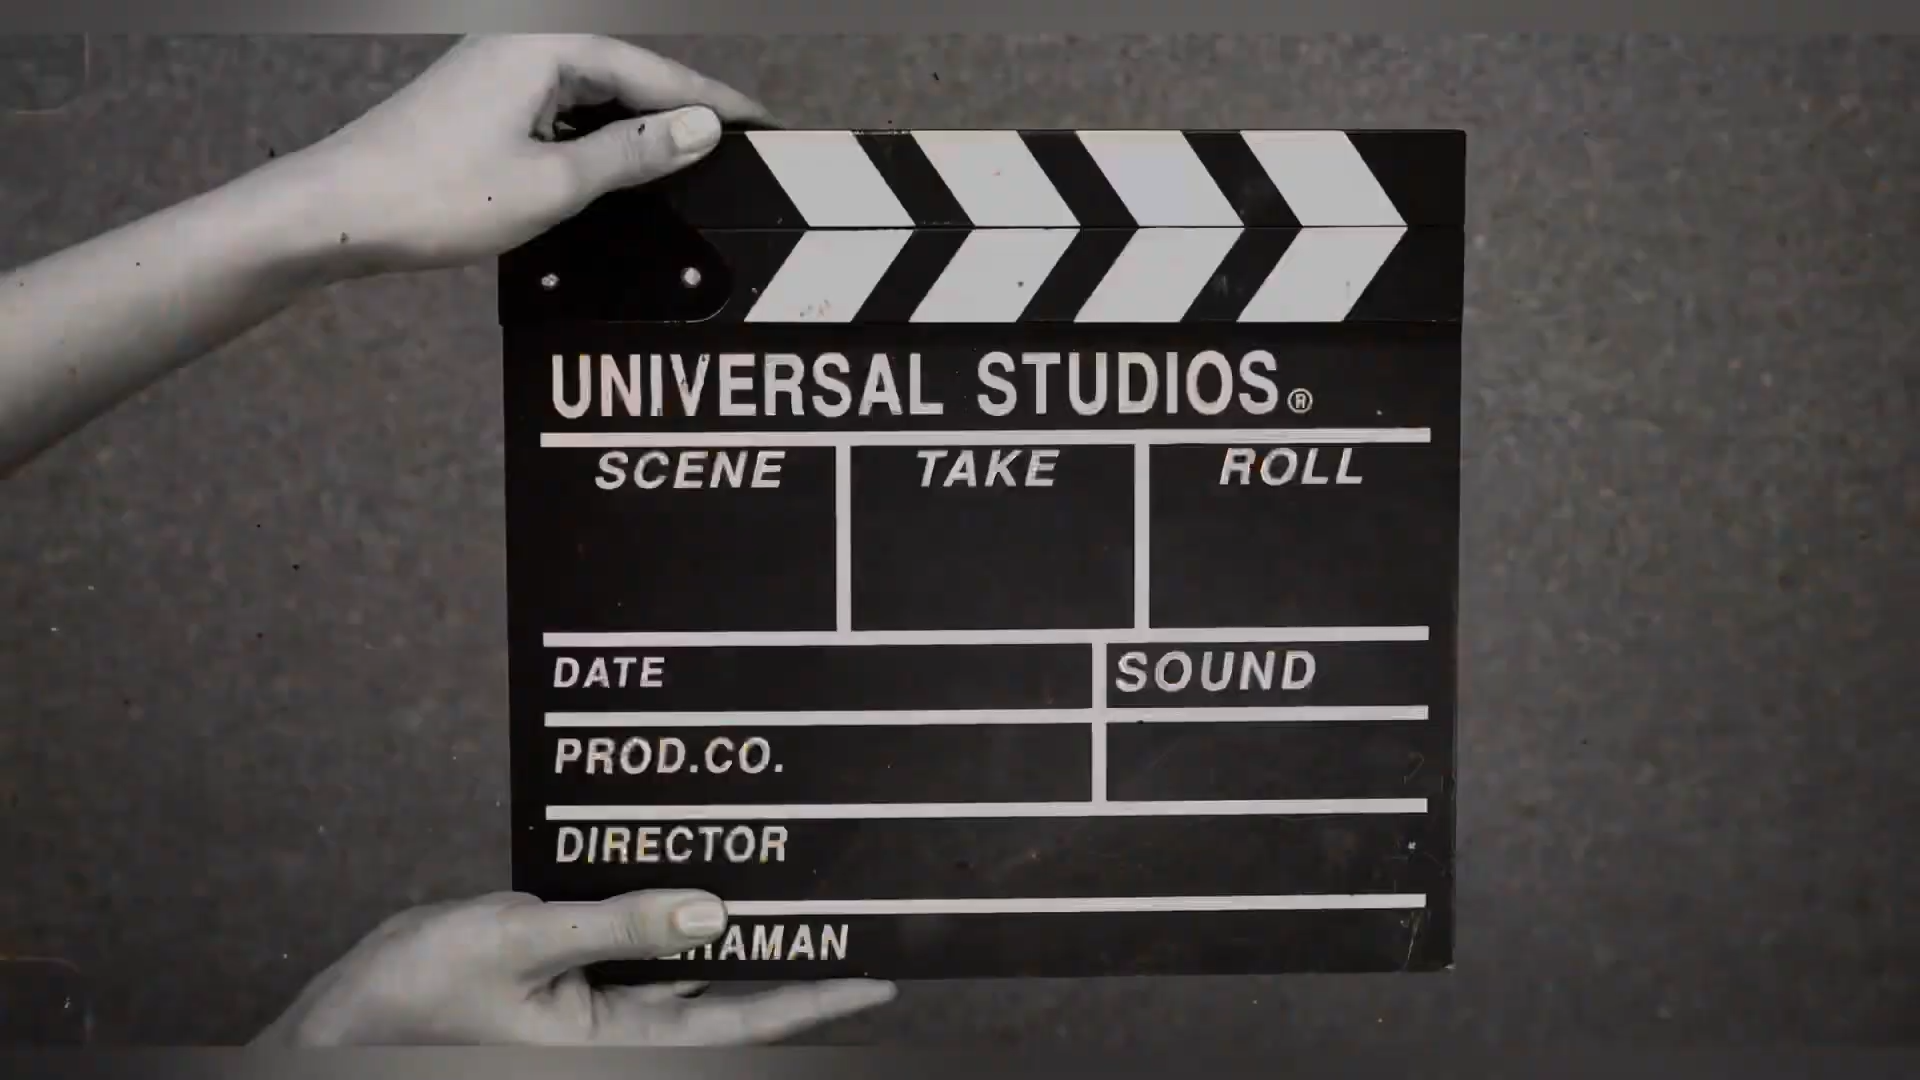 UNIVERSAL STUDIOS®
SCENE TAKE ROLL
DATE SOUND
PROD.CO.
DIRECTOR